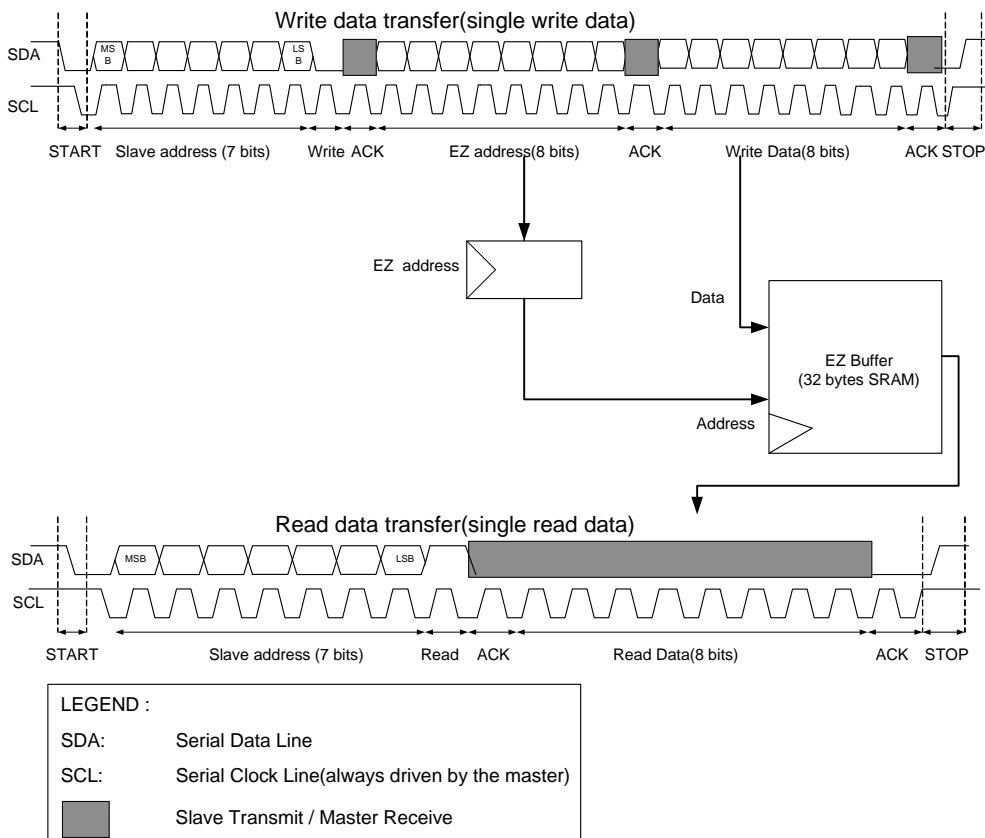 Write data transfer(single write data)
SDA
MS
B
LS
B
SCL
START Slave address (7 bits) Write ACK EZ address(8 bits) ACK Write Data(8 bits) ACK STOP
EZ address
Data
EZ Buffer
(32 bytes SRAM)
Address
Read data transfer(single read data)
SDA MSB LSB
SCL
START Slave address (7 bits) Read ACK Read Data(8 bits) ACK STOP
LEGEND :
SDA: Serial Data Line
SCL: Serial Clock Line(always driven by the master)
Slave Transmit / Master Receive